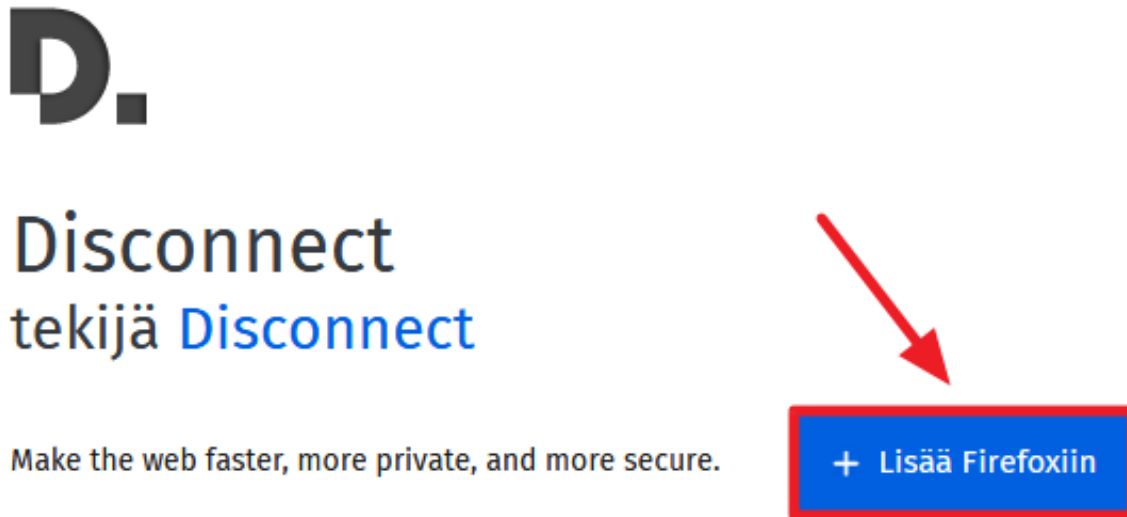 D.
Disconnect
tekijä Disconnect
Make the web faster, more private, and more secure.
+ Lisää Firefoxiin